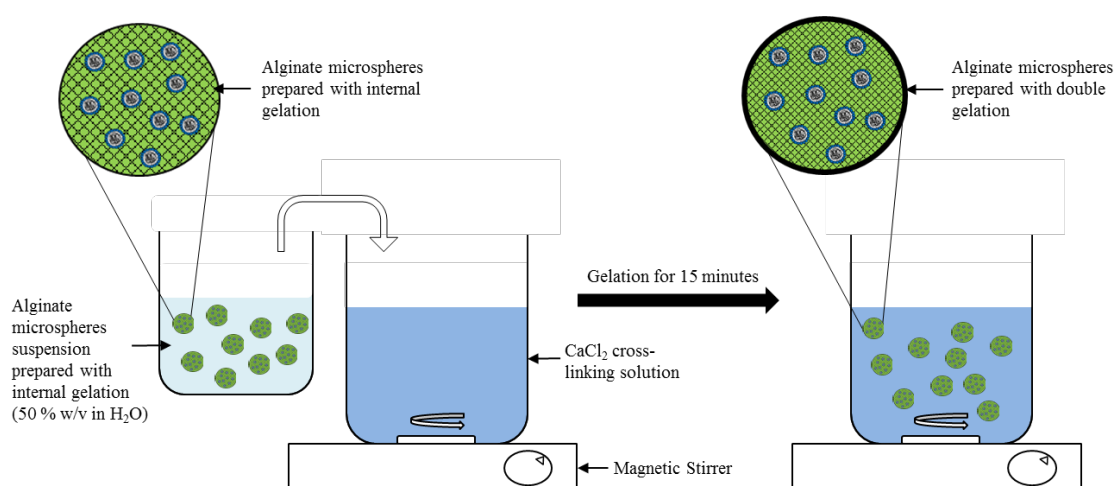 Alginate microspheres
prepared with internal
gelation
Alginate microspheres
prepared with double
gelation
Alginate
microspheres
suspension
prepared with
internal gelation
(50 % w/v in H₂O)
Gelation for 15 minutes
CaCl₂ cross-
linking solution
Magnetic Stirrer